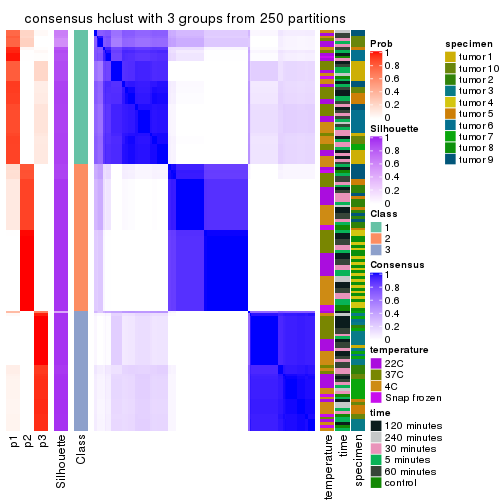 consensus hclust with 3 groups from 250 partitions
Prob
1
0.8
0.6
0.4
0.2
0
Silhouette
1
0.8
0.6
0.4
0.2
0
Class
1
2
3
Consensus
1
0.8
0.6
0.4
0.2
0
temperature
22C
37C
4C
Snap frozen
time
120 minutes
240 minutes
30 minutes
5 minutes
60 minutes
control
specimen
tumor 1
tumor 10
tumor 2
tumor 3
tumor 4
tumor 5
tumor 6
tumor 7
tumor 8
tumor 9
p1
p2
p3
Silhouette
Class
temperature
time
specimen